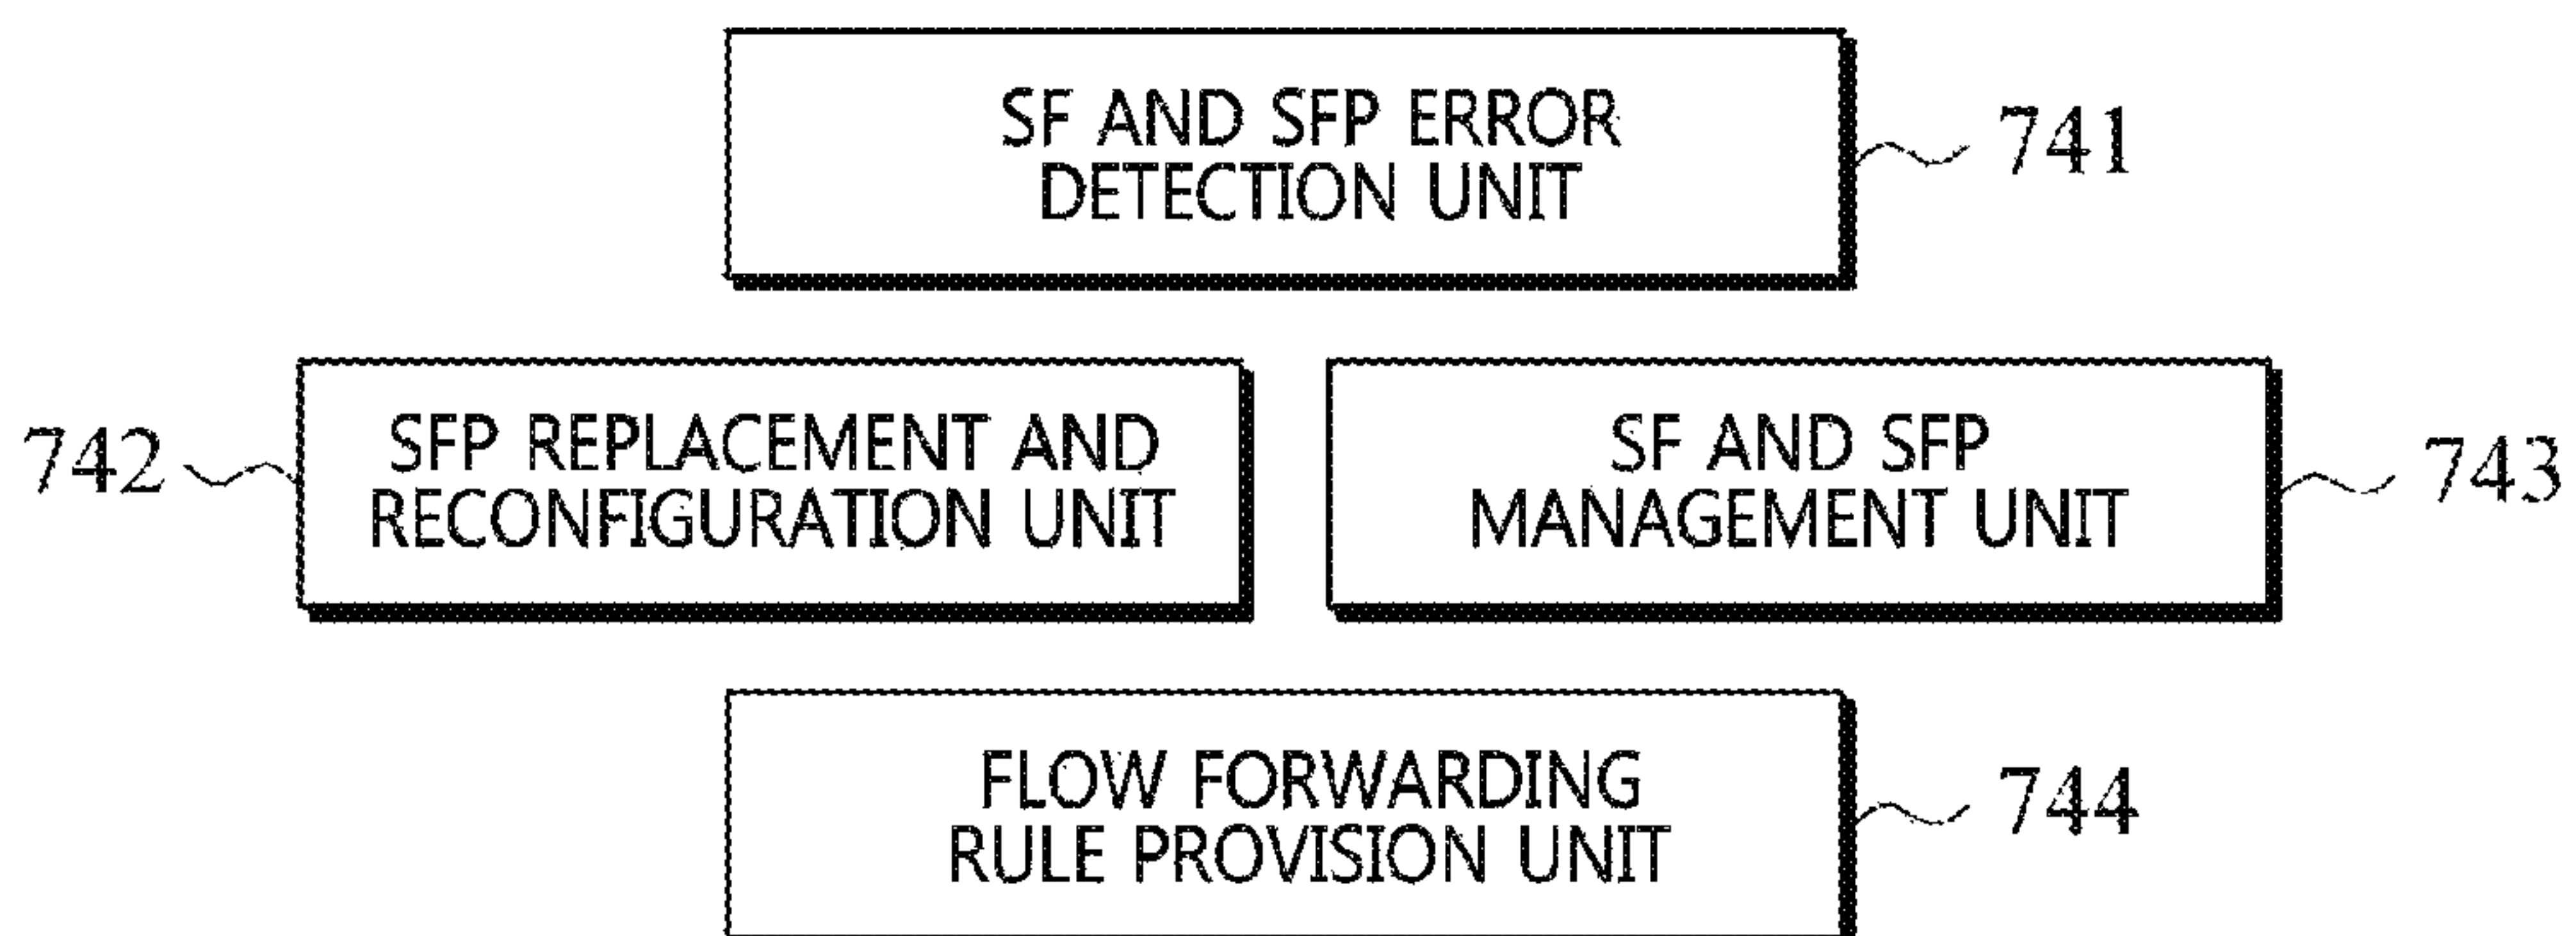 SF AND SFP ERROR
DETECTION UNIT
741
742
SFP REPLACEMENT AND
RECONFIGURATION UNIT
SF AND SFP
MANAGEMENT UNIT
743
FLOW FORWARDING
RULE PROVISION UNIT
744